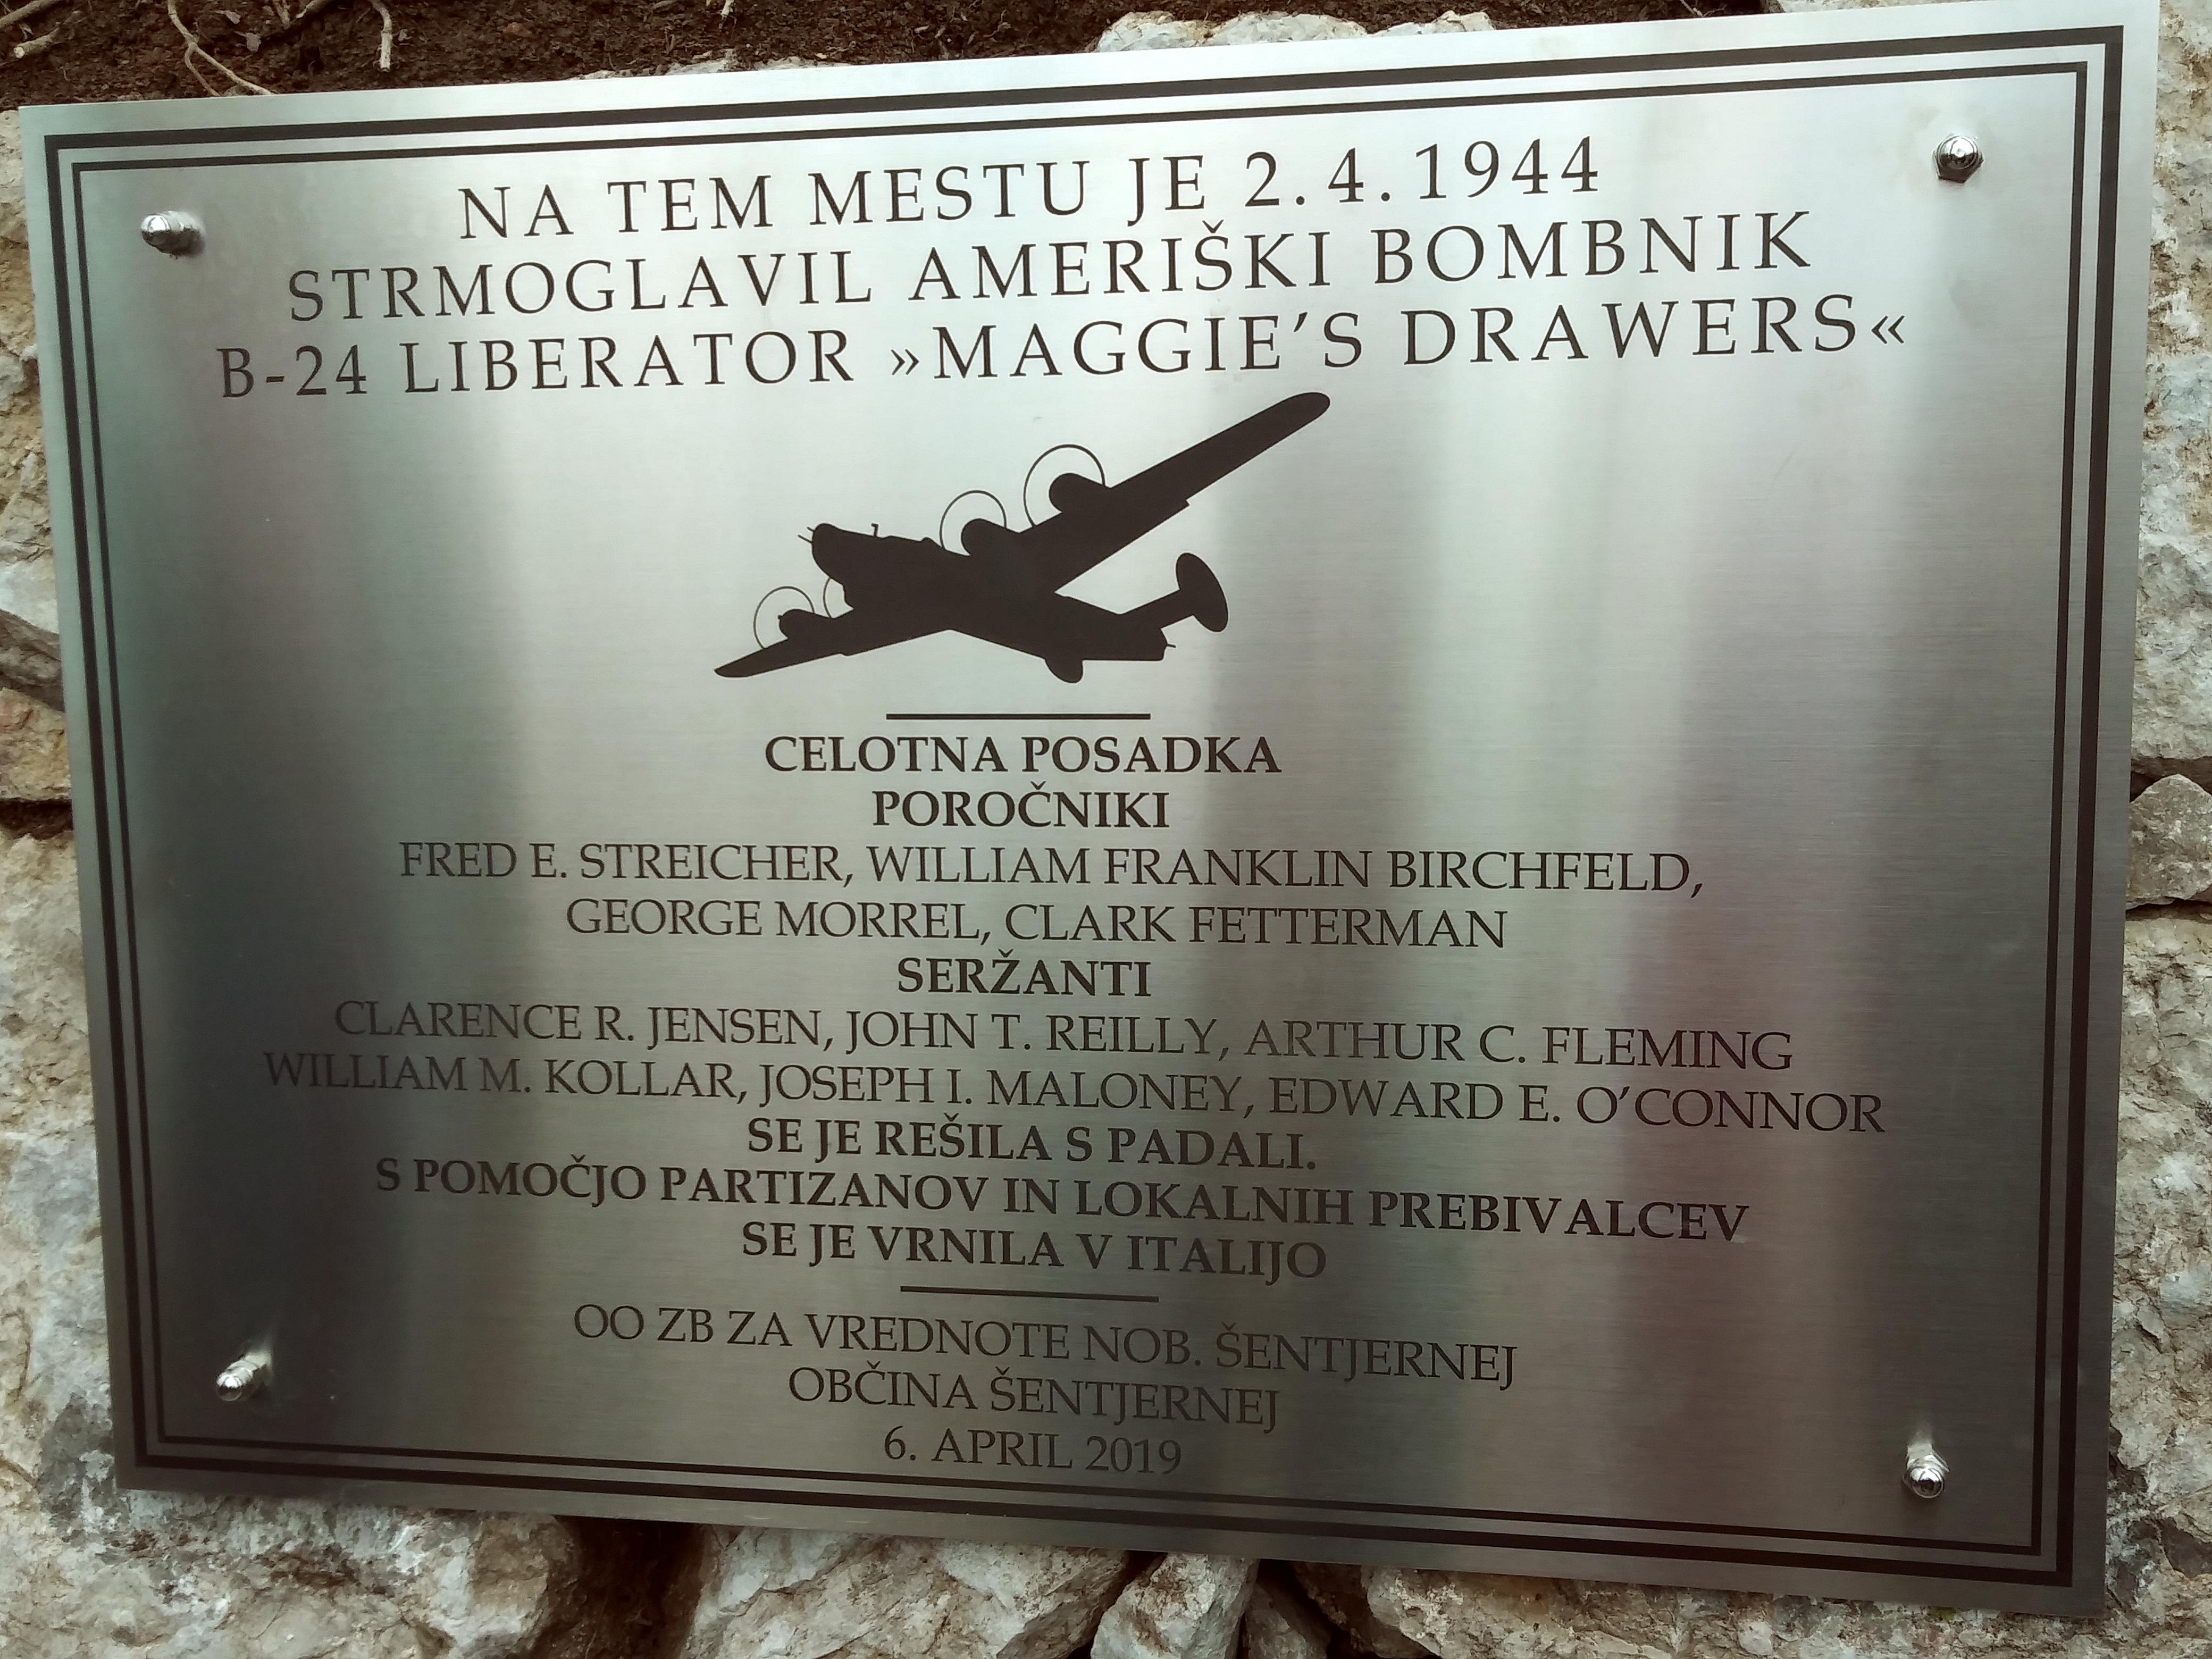 NA TEM MESTU JE 2.4.1944
STRMOGLAVIL AMERIŠKI BOMBNIK
B-24 LIBERATOR »MAGGIE’S DRAWERS«
CELOTNA POSADKA
POROČNIKI
FRED E. STREICHER, WILLIAM FRANKLIN BIRCHFELD,
GEORGE MORREL, CLARK FETTERMAN
SERŽANTI
CLARENCE R. JENSEN, JOHN T. REILLY, ARTHUR C. FLEMING
WILLIAM M. KOLLAR, JOSEPH I. MALONEY, EDWARD E. O’CONNOR
SE JE REŠILA S PADALI.
S POMOČJO PARTIZANOV IN LOKALNIH PREBIVALCEV
SE JE VRNILA V ITALIJO
OO ZB ZA VREDNOTE NOB. ŠENTJERNEJ
OBČINA ŠENTJERNEJ
6. APRIL 2019